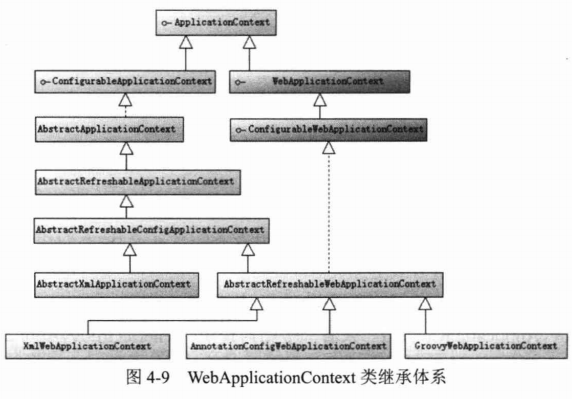 ApplicationContext
ConfigurableApplicationContext
WebApplicationContext
AbstractApplicationContext
ConfigurableWebApplicationContext
AbstractRefreshableApplicationContext
AbstractRefreshableConfigApplicationContext
AbstractXmlApplicationContext
AbstractRefreshableWebApplicationContext
XmlWebApplicationContext
AnnotationConfigWebApplicationContext
GroovyWebApplicationContext
图 4-9 WebApplicationContext 类继承体系